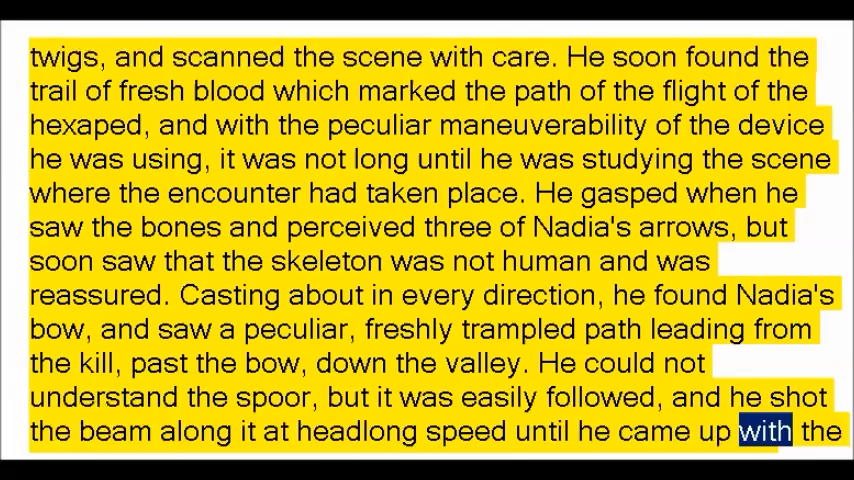 twigs, and scanned the scene with care. He soon found the
trail of fresh blood which marked the path of the flight of the
hexaped, and with the peculiar maneuverability of the device
he was using, it was not long until he was studying the scene
where the encounter had taken place. He gasped when he
saw the bones and perceived three of Nadia's arrows, but
soon saw that the skeleton was not human and was
reassured. Casting about in every direction, he found Nadia's
bow, and saw a peculiar, freshly trampled path leading from
the kill, past the bow, down the valley. He could not
understand the spoor, but it was easily followed, and he shot
the beam along it at headlong speed until he came up with the